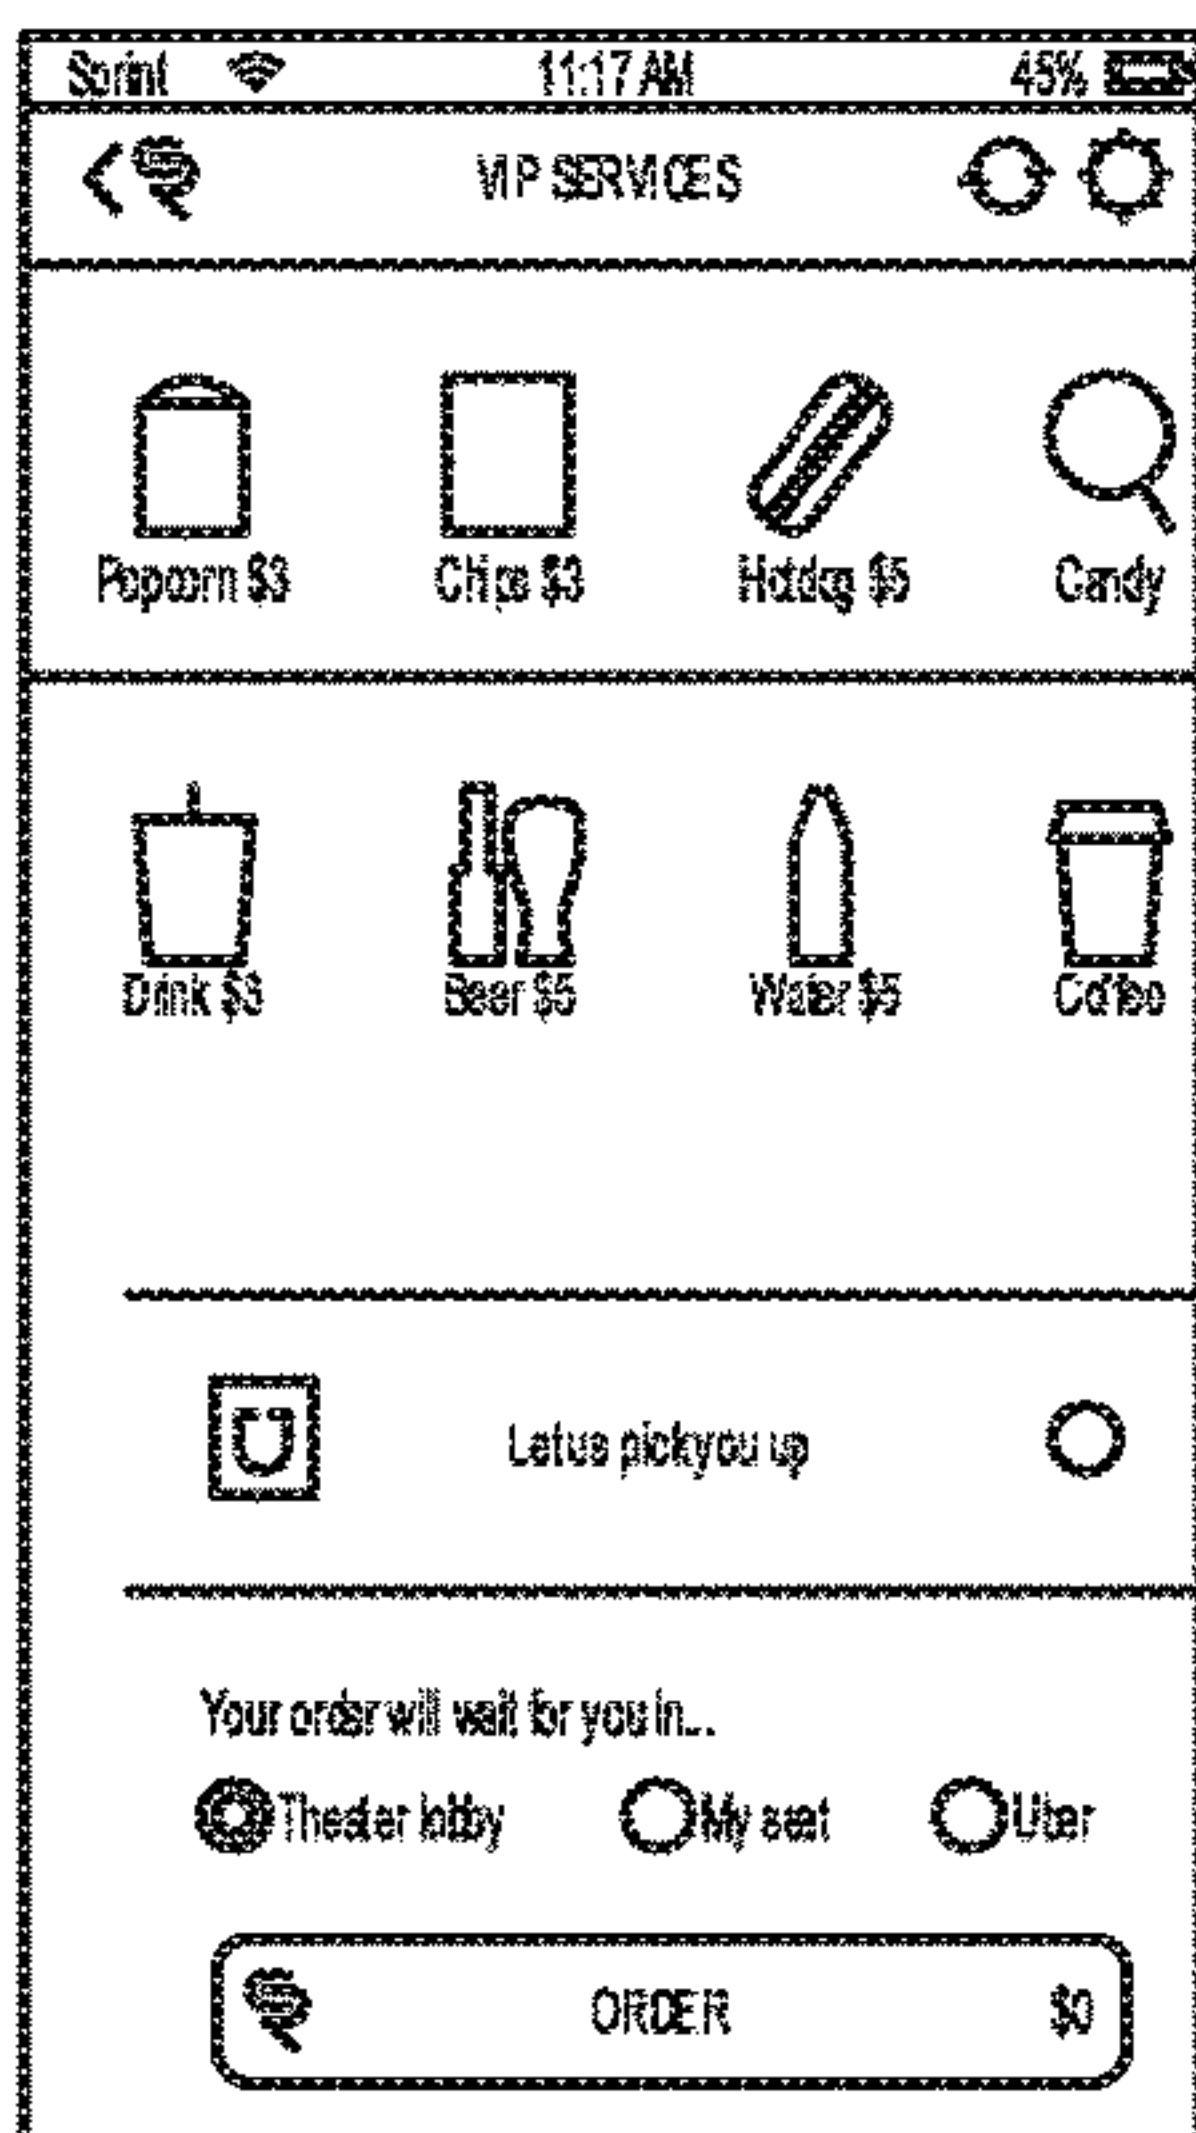 Sprint 11:17 AM 45%
VIP SERVICES
Popcorn $3 Chips $3 Hotdog $5 Candy
Drink $3 Beer $5 Water $5 Coffee
U Let us pick you up
Your order will wait for you in...
Theater lobby My seat Uber
ORDER $0